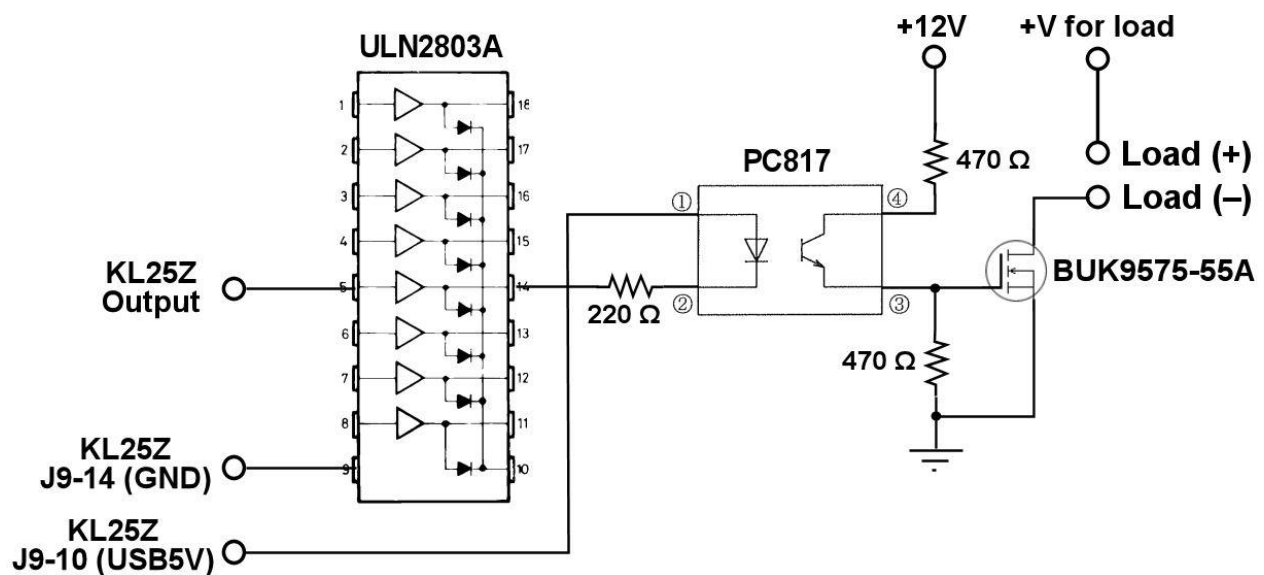 ULN2803A
+12V
+V for load
1
18
2
17
3
16
4
15
5
14
6
13
7
12
8
11
9
10
KL25Z
Output
KL25Z
J9-14 (GND)
KL25Z
J9-10 (USB5V)
220 Ω
PC817
①
②
④
③
470 Ω
470 Ω
Load (+)
Load (–)
BUK9575-55A